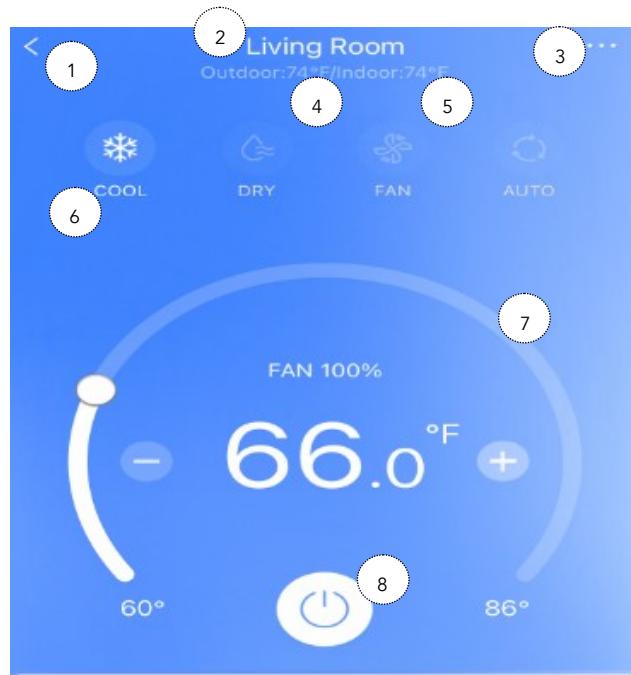 2
Living Room
3
1
Outdoor:74°F/Indoor:74°F
4
5
COOL
DRY
FAN
AUTO
6
7
FAN 100%
66.0°F
8
60°
86°